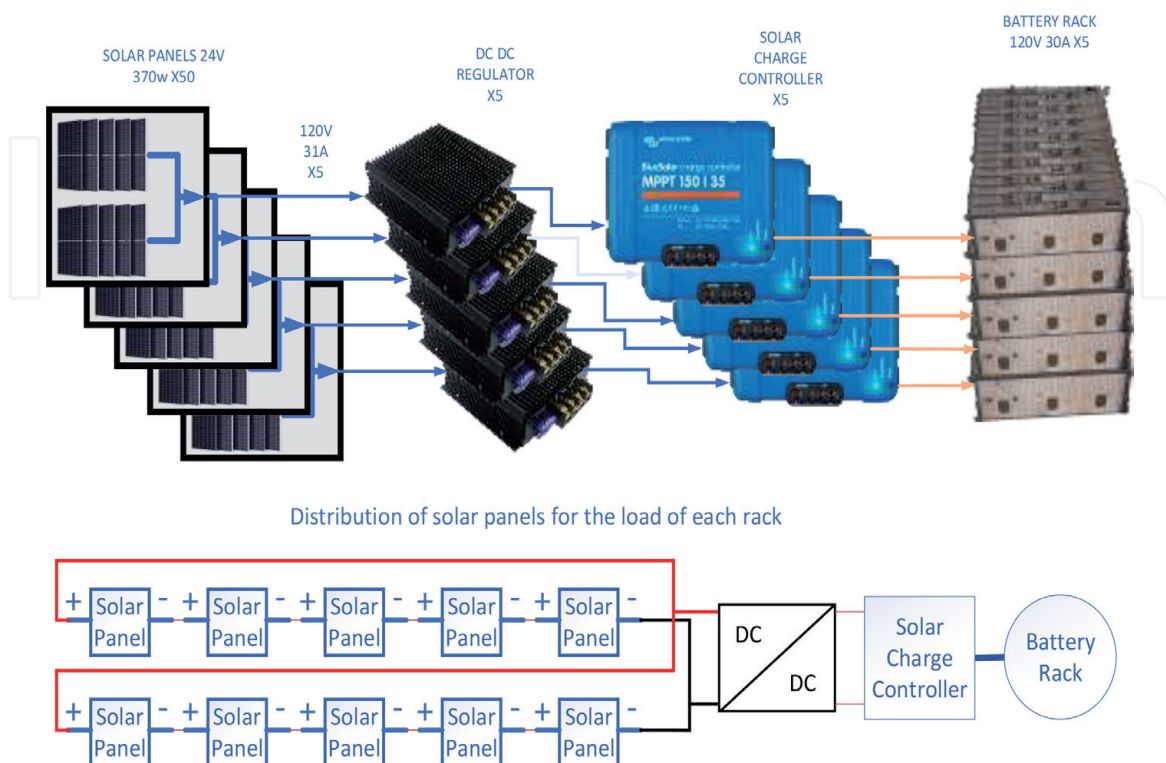 SOLAR PANELS 24V
370w X50
120V
31A
X5
DC DC
REGULATOR
X5
SOLAR
CHARGE
CONTROLLER
X5
BATTERY RACK
120V 30A X5
BlueSolar charge controller
MPPT 150 | 35
Distribution of solar panels for the load of each rack
+ Solar Panel -
+ Solar Panel -
+ Solar Panel -
+ Solar Panel -
+ Solar Panel -
+ Solar Panel -
+ Solar Panel -
+ Solar Panel -
+ Solar Panel -
+ Solar Panel -
DC
DC
Solar
Charge
Controller
Battery
Rack